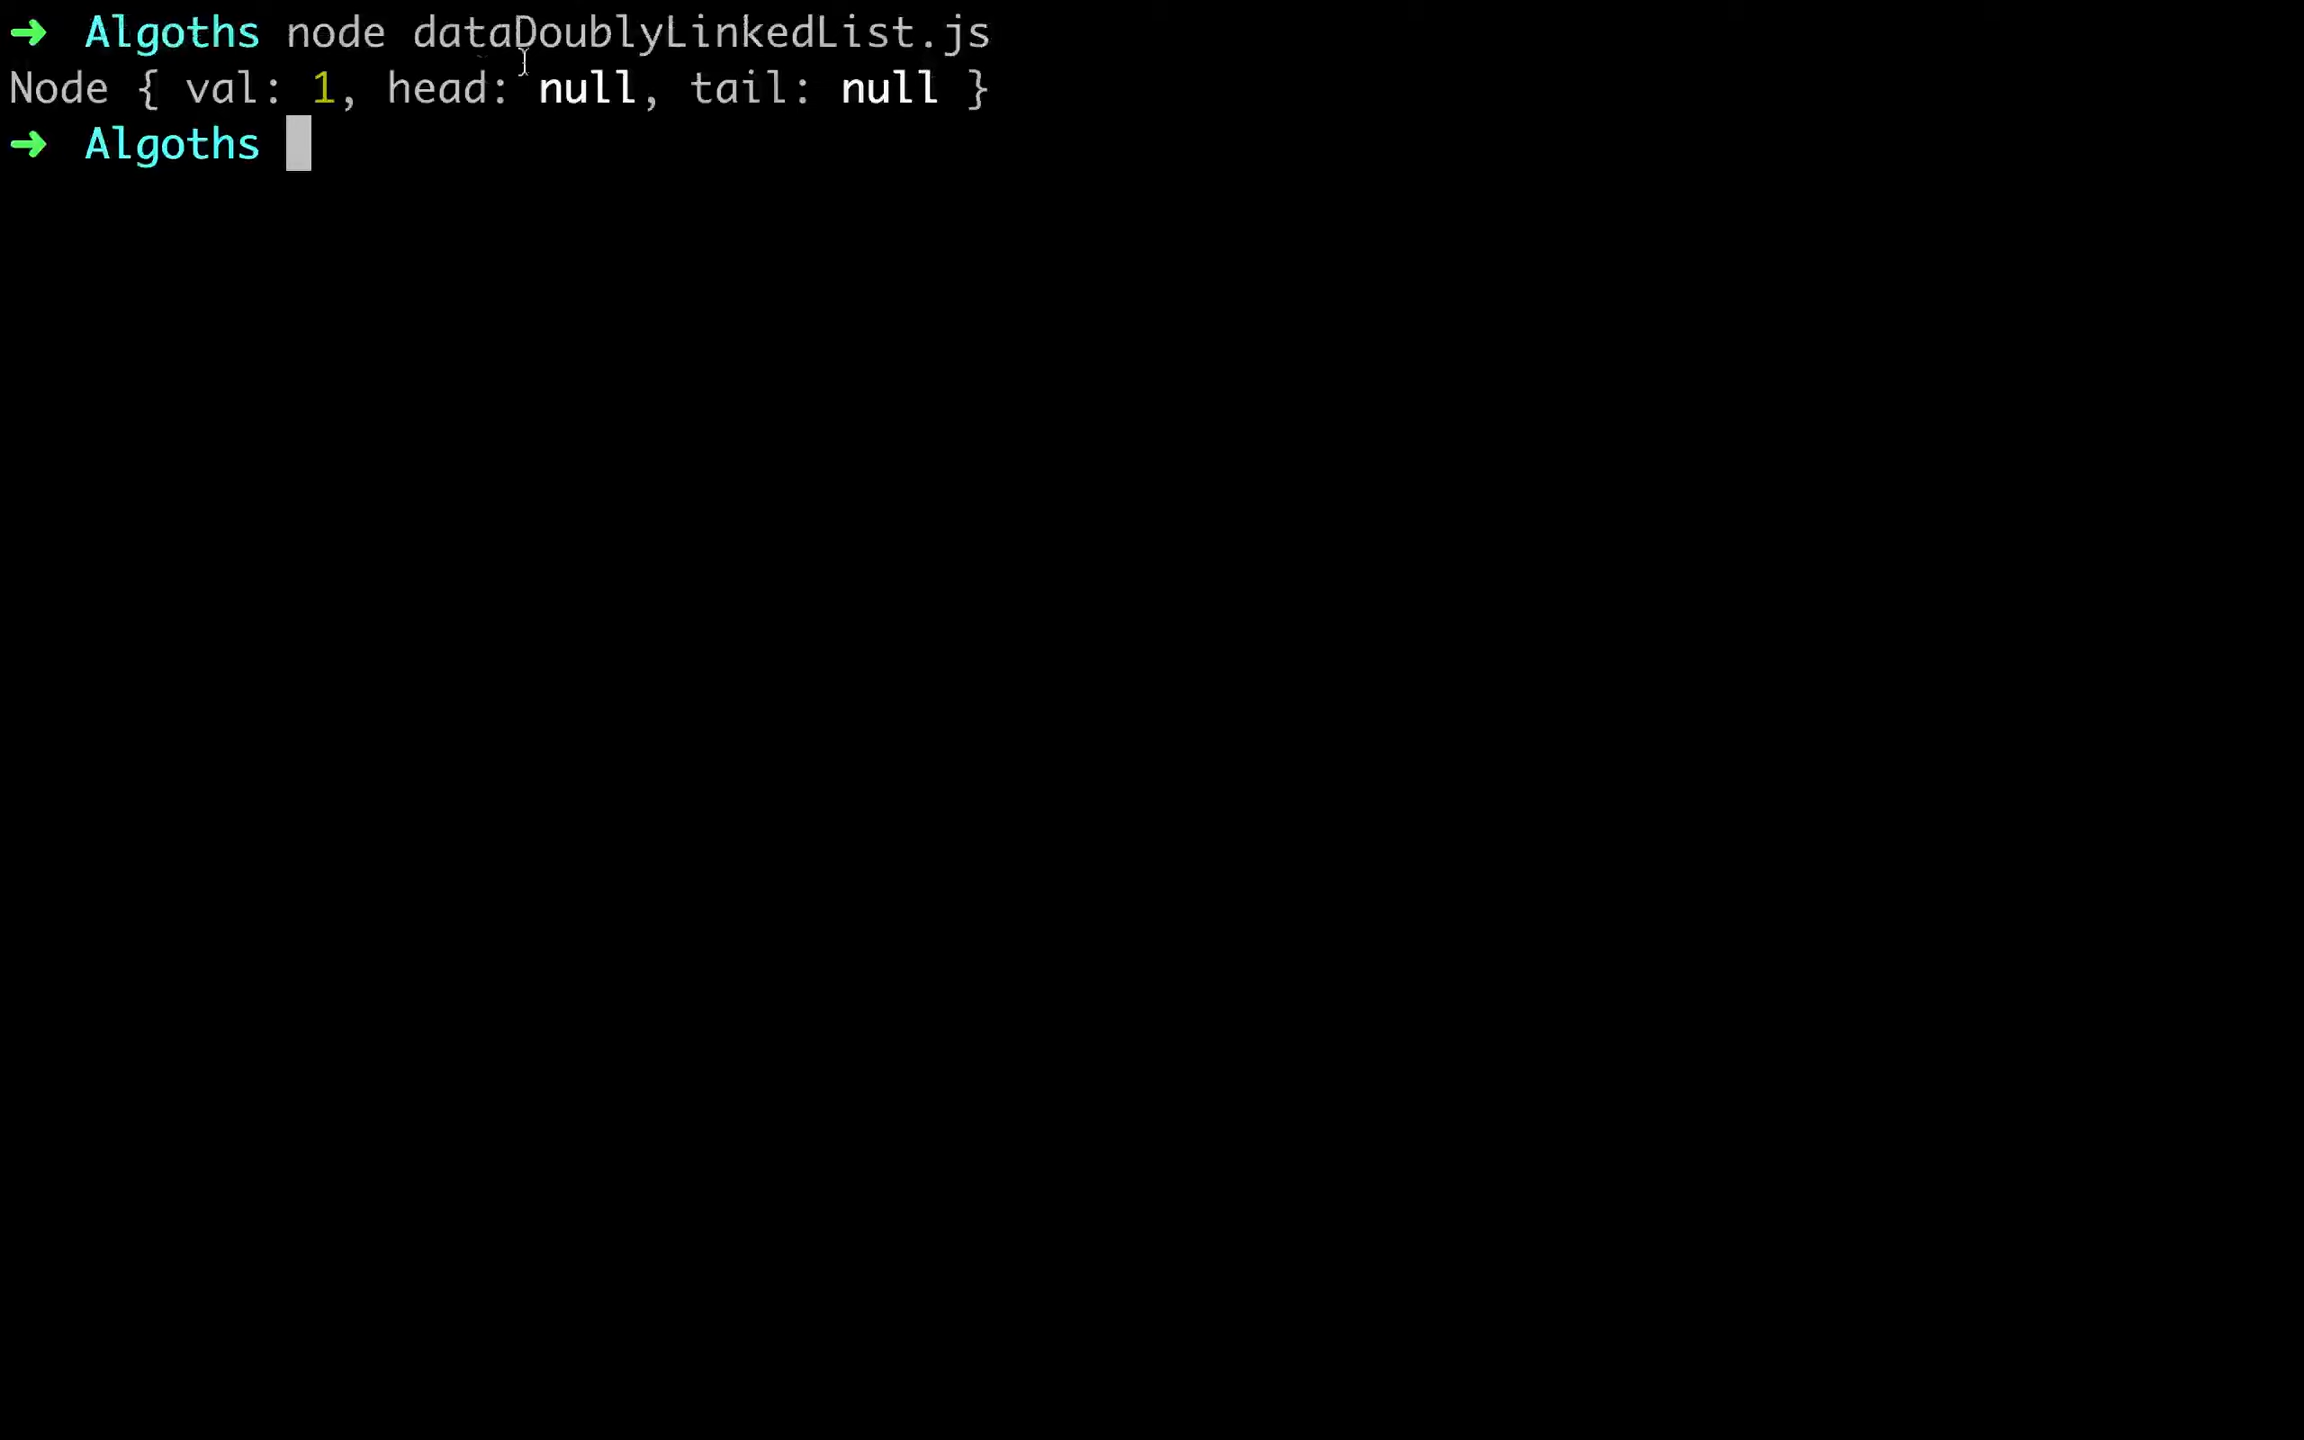 ➜ Algoths node dataDoublyLinkedList.js
Node { val: 1, head: null, tail: null }
➜ Algoths